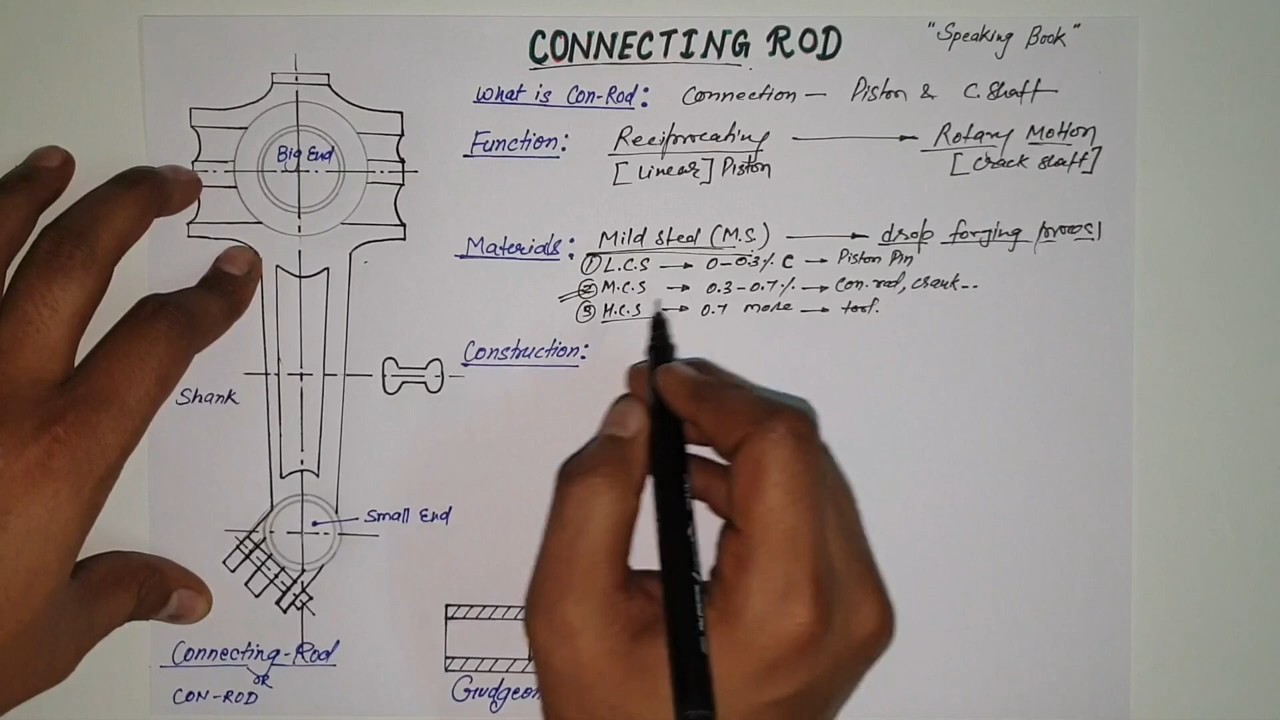 CONNECTING ROD
"Speaking Book"
What is Con-Rod: Connection — Piston & C. Shaft
Function: Reciprocating → Rotary Motion
[Linear] Piston [Crack shaft]
Materials: Mild Steel (M.S.) → drop forging
① L.C.S → 0-0.3% C → Piston Pin
② M.C.S → 0.3-0.7% → Con.rod, crank--
③ H.C.S → 0.7 more → tool.
Construction:
Big End
Shank
Small End
Connecting-Rod
OR
CON-ROD
Gudgeon